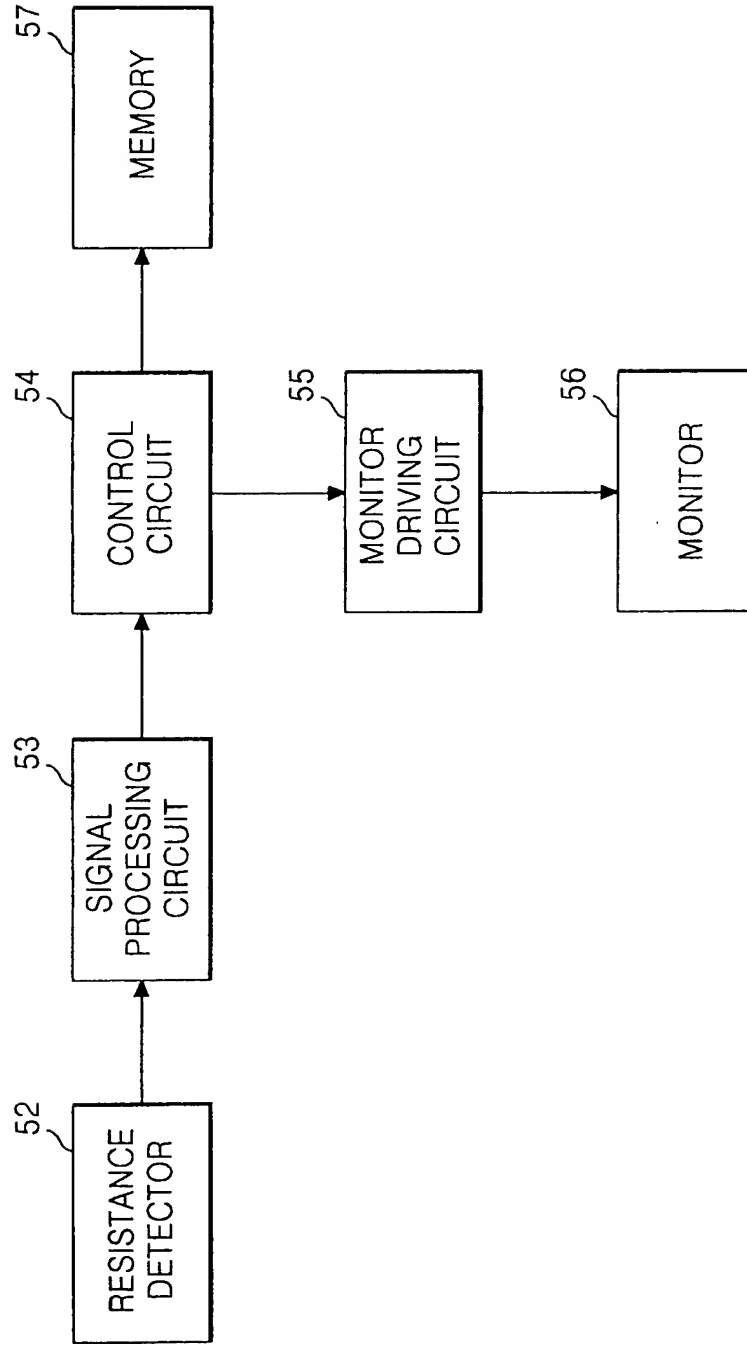 52
RESISTANCE
DETECTOR
53
SIGNAL
PROCESSING
CIRCUIT
54
CONTROL
CIRCUIT
57
MEMORY
55
MONITOR
DRIVING
CIRCUIT
56
MONITOR